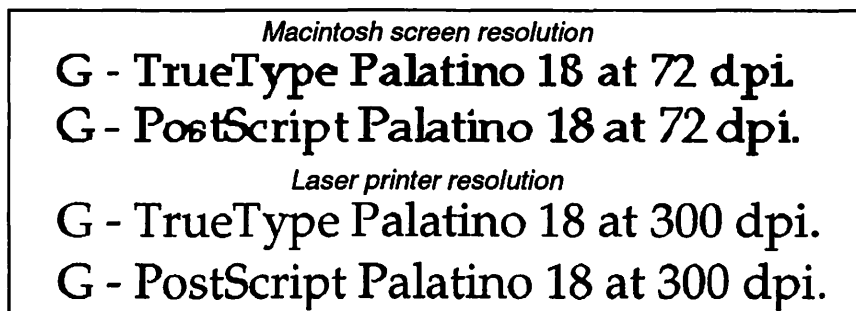 Macintosh screen resolution
G - TrueType Palatino 18 at 72 dpi.
G - PostScript Palatino 18 at 72 dpi.
Laser printer resolution
G - TrueType Palatino 18 at 300 dpi.
G - PostScript Palatino 18 at 300 dpi.